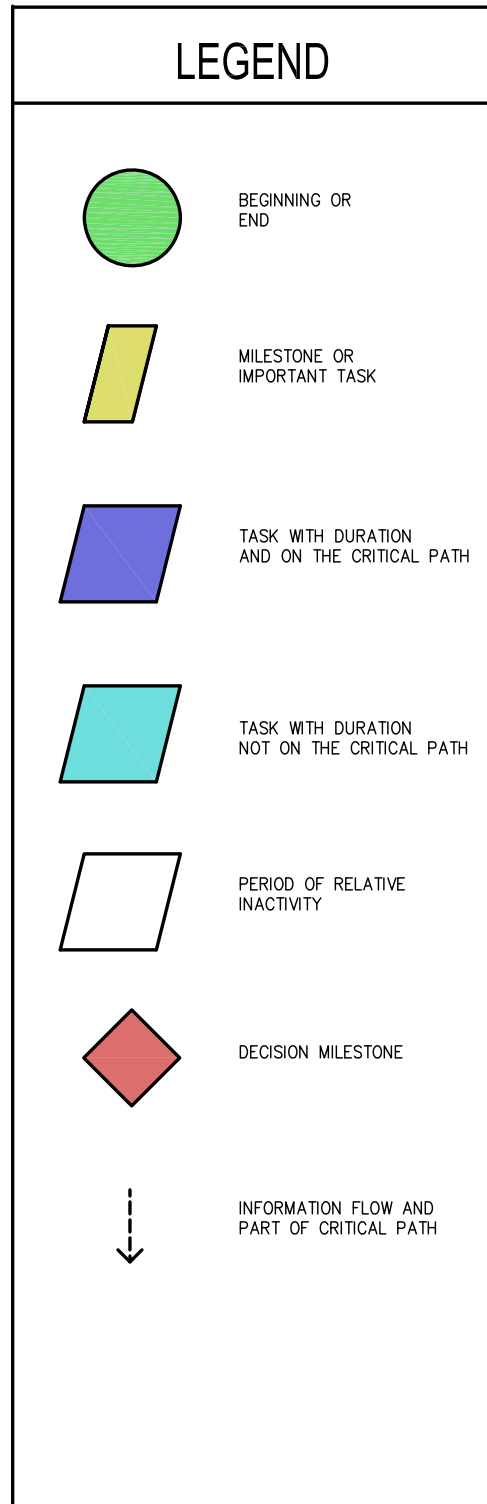 LEGEND
BEGINNING OR
END
MILESTONE OR
IMPORTANT TASK
TASK WITH DURATION
AND ON THE CRITICAL PATH
TASK WITH DURATION
NOT ON THE CRITICAL PATH
PERIOD OF RELATIVE
INACTIVITY
DECISION MILESTONE
INFORMATION FLOW AND
PART OF CRITICAL PATH